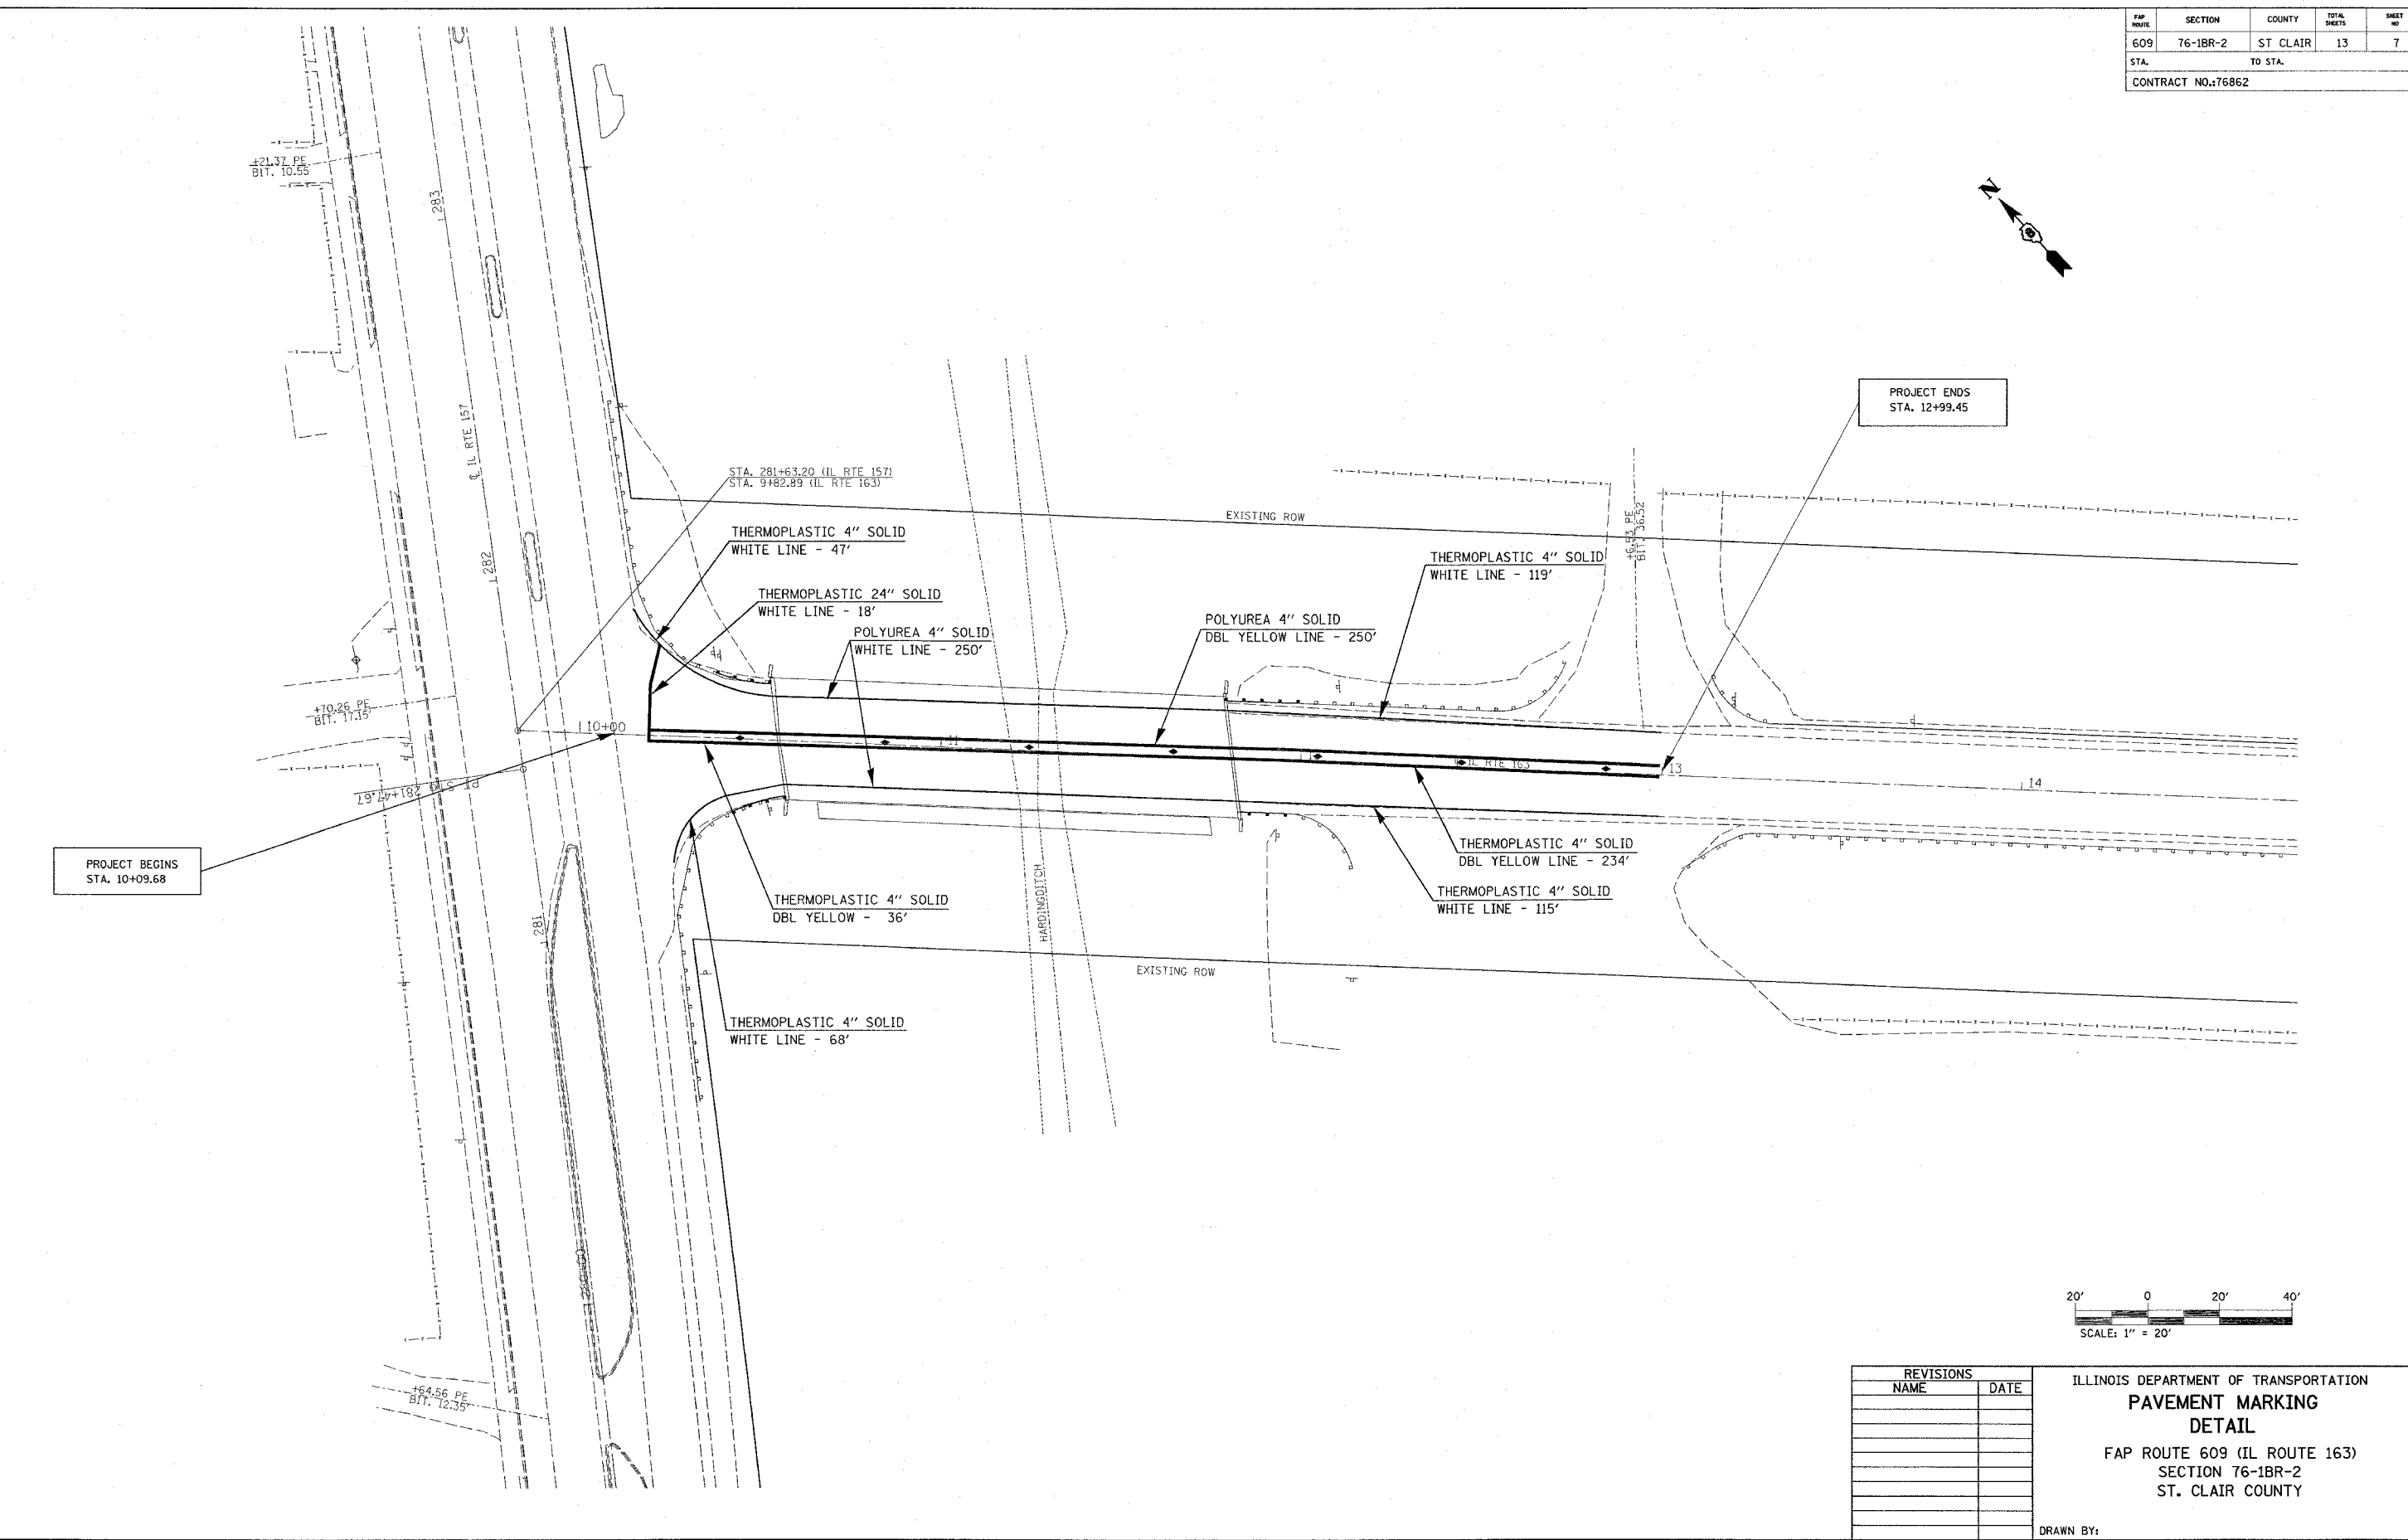 FAP ROUTE SECTION COUNTY TOTAL SHEETS SHEET NO
609 76-1BR-2 ST CLAIR 13 7
STA. TO STA.
CONTRACT NO.:76862
N
+21.37 PE
BIT. 10.55
283
℄ IL RTE 157
282
PROJECT ENDS
STA. 12+99.45
STA. 281+63.20 (IL RTE 157)
STA. 9+82.89 (IL RTE 163)
EXISTING ROW
+6.53 PE
BIT. 36.52
THERMOPLASTIC 4" SOLID
WHITE LINE - 47'
THERMOPLASTIC 24" SOLID
WHITE LINE - 18'
POLYUREA 4" SOLID
WHITE LINE - 250'
POLYUREA 4" SOLID
DBL YELLOW LINE - 250'
THERMOPLASTIC 4" SOLID
WHITE LINE - 119'
+70.26 PE
BIT. 17.15'
10+00
11
℄ IL RTE 163
13
14
PT STA 281+47.67
PROJECT BEGINS
STA. 10+09.68
THERMOPLASTIC 4" SOLID
DBL YELLOW LINE - 234'
THERMOPLASTIC 4" SOLID
WHITE LINE - 115'
THERMOPLASTIC 4" SOLID
DBL YELLOW - 36'
HARDINGDITCH
281
EXISTING ROW
THERMOPLASTIC 4" SOLID
WHITE LINE - 68'
280+00
+64.56 PE
BIT. 12.35'
20' 0 20' 40'
SCALE: 1" = 20'
REVISIONS
NAME DATE
ILLINOIS DEPARTMENT OF TRANSPORTATION
PAVEMENT MARKING
DETAIL
FAP ROUTE 609 (IL ROUTE 163)
SECTION 76-1BR-2
ST. CLAIR COUNTY
DRAWN BY: